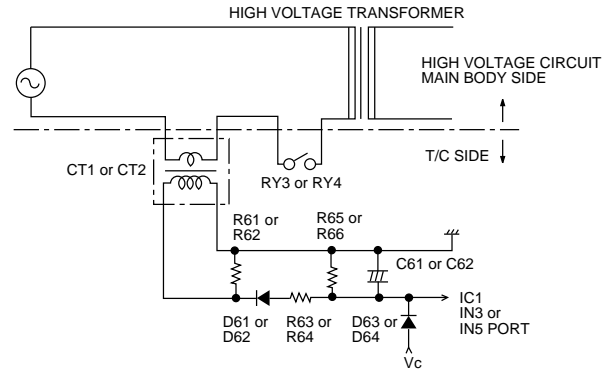 HIGH VOLTAGE TRANSFORMER
HIGH VOLTAGE CIRCUIT
MAIN BODY SIDE
T/C SIDE
CT1 or CT2
RY3 or RY4
R61 or
R62
R65 or
R66
C61 or C62
IC1
IN3 or
IN5 PORT
D61 or
D62
R63 or
R64
D63 or
D64
Vc